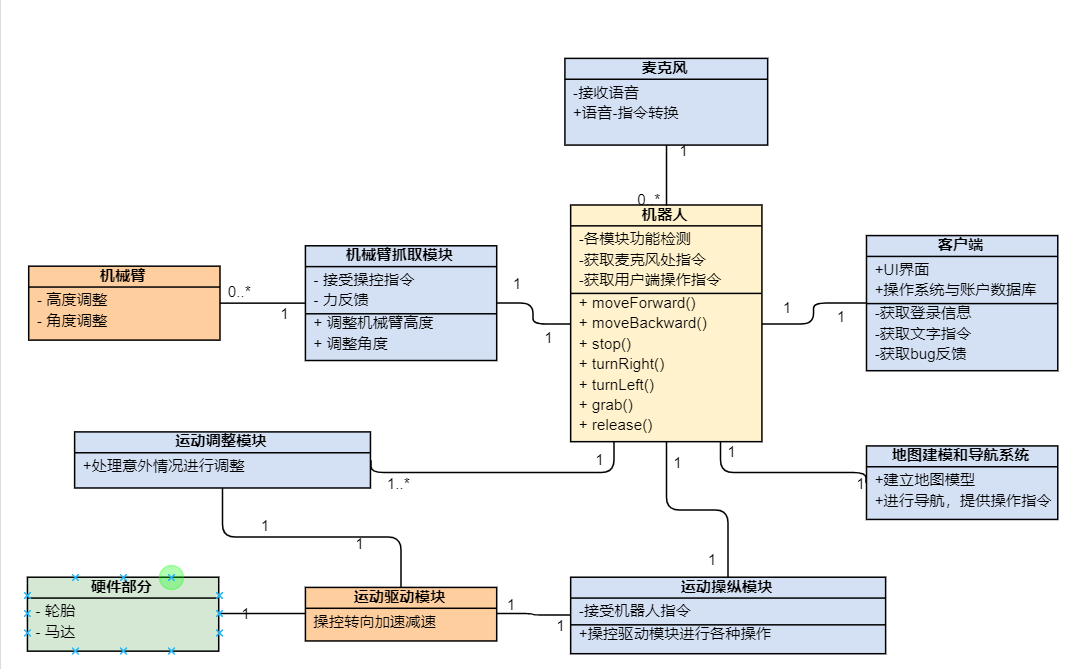 麦克风
-接收语音
+语音-指令转换
1
0..*
机器人
-各模块功能检测
-获取麦克风处指令
-获取用户端操作指令
+ moveForward()
+ moveBackward()
+ stop()
+ turnRight()
+ turnLeft()
+ grab()
+ release()
机械臂
- 高度调整
- 角度调整
0..*
1
机械臂抓取模块
- 接受操控指令
- 力反馈
+ 调整机械臂高度
+ 调整角度
1
1
1
1
客户端
+UI界面
+操作系统与账户数据库
-获取登录信息
-获取文字指令
-获取bug反馈
运动调整模块
+处理意外情况进行调整
1
1..*
1
1
1
1
地图建模和导航系统
+建立地图模型
+进行导航，提供操作指令
1
1
硬件部分
- 轮胎
- 马达
1
运动驱动模块
操控转向加速减速
1
1
运动操纵模块
-接受机器人指令
+操控驱动模块进行各种操作